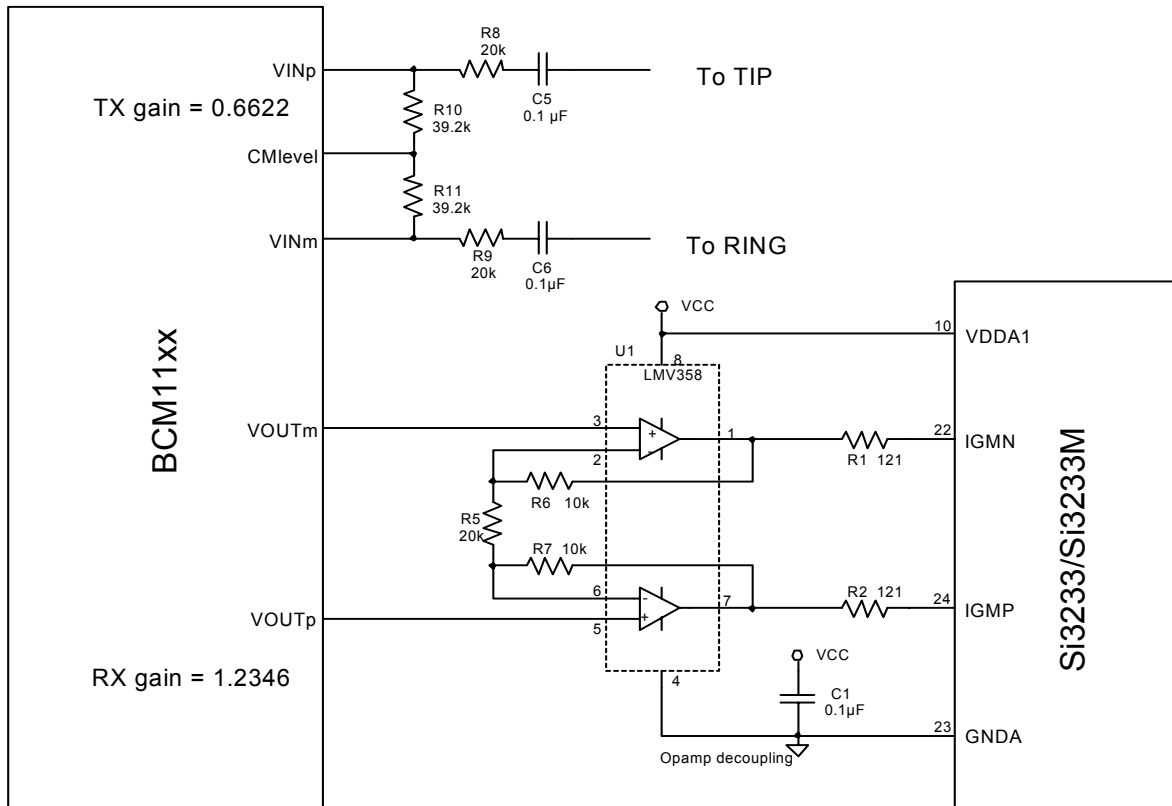 R8
20k
VINp
To TIP
C5
0.1 µF
TX gain = 0.6622
R10
39.2k
CMlevel
R11
39.2k
VINm
To RING
R9
20k
C6
0.1µF
VCC
10
VDDA1
U1
8
LMV358
BCM11xx
VOUTm
3
+
1
22
IGMN
-
2
R1 121
R6 10k
R5
20k
R7 10k
Si3233/Si3233M
6
-
7
24
IGMP
VOUTp
+
5
R2 121
VCC
RX gain = 1.2346
4
C1
0.1µF
23
GNDA
Opamp decoupling